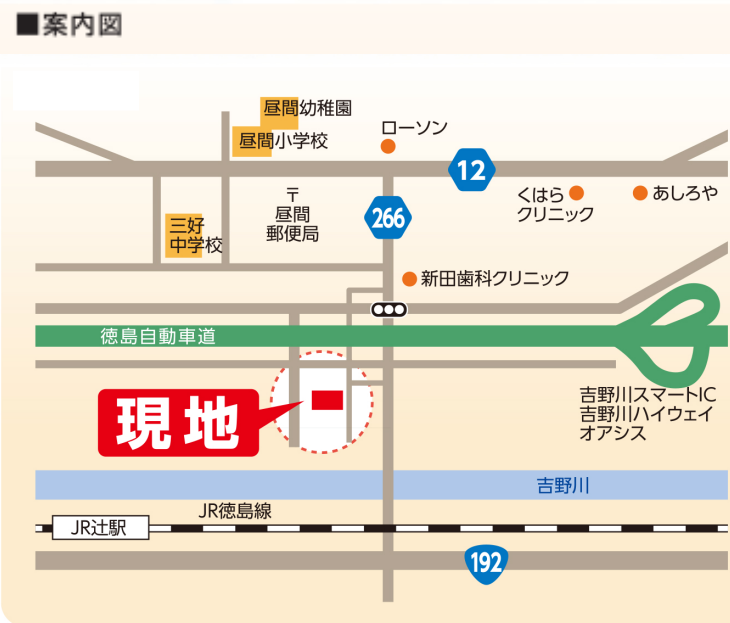 ■案内図
昼間幼稚園
昼間小学校
ローソン
12
〒
昼間
郵便局
266
くはら
クリニック
あしろや
三好
中学校
新田歯科クリニック
徳島自動車道
現地
吉野川スマートIC
吉野川ハイウェイ
オアシス
吉野川
JR徳島線
JR辻駅
192